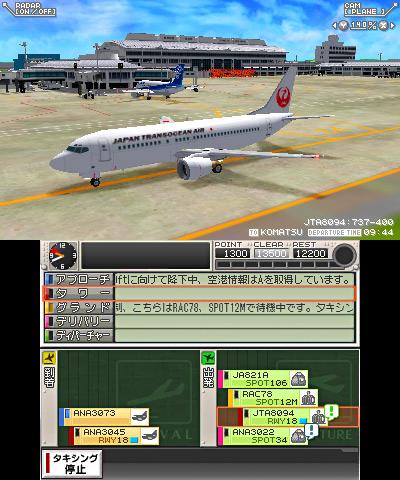 RADAR
[ON/OFF]
CAM
[PLANE]
140%
JAPAN TRANSOCEAN AIR
JTA8094:737-400
TO KOMATSU DEPARTURE TIME 09:44
POINT CLEAR REST
1300 13500 12200
アプローチ
ftに向けて降下中、空港情報はAを取得しています。
タワー
グランド
制、こちらはRAC78、SPOT12Mで待機中です。タキシン
デリバリー
ディパーチャー
到着
ANA3073
ANA3045
RWY18
出発
JA821A
SPOT106
RAC78
SPOT12M
JTA8094
RWY18
ANA3022
SPOT34
タキシング
停止